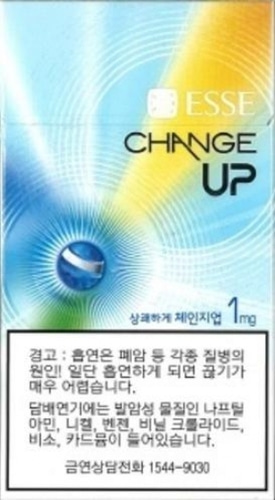 ESSE
CHANGE
UP
상쾌하게 체인지업 1mg
경고 : 흡연은 폐암 등 각종 질병의
원인! 일단 흡연하게 되면 끊기가
매우 어렵습니다.
담배연기에는 발암성 물질인 나프틸
아민, 니켈, 벤젠, 비닐 크롤라이드,
비소, 카드뮴이 들어있습니다.
금연상담전화 1544-9030